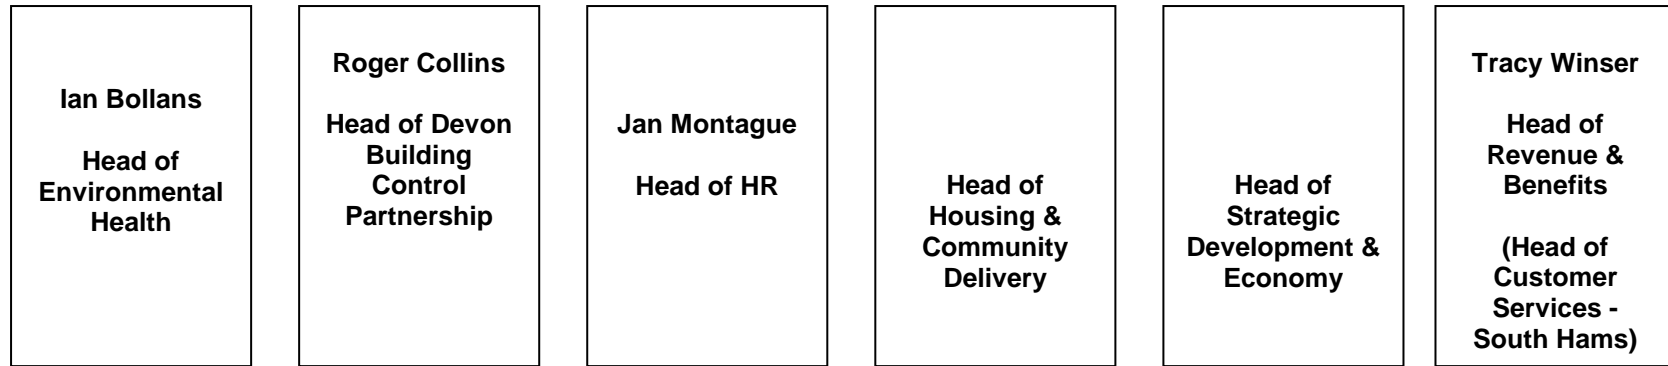 Ian Bollans
Head of
Environmental
Health
Roger Collins
Head of Devon
Building
Control
Partnership
Jan Montague
Head of HR
Head of
Housing &
Community
Delivery
Head of
Strategic
Development &
Economy
Tracy Winser
Head of
Revenue &
Benefits
(Head of
Customer
Services -
South Hams)